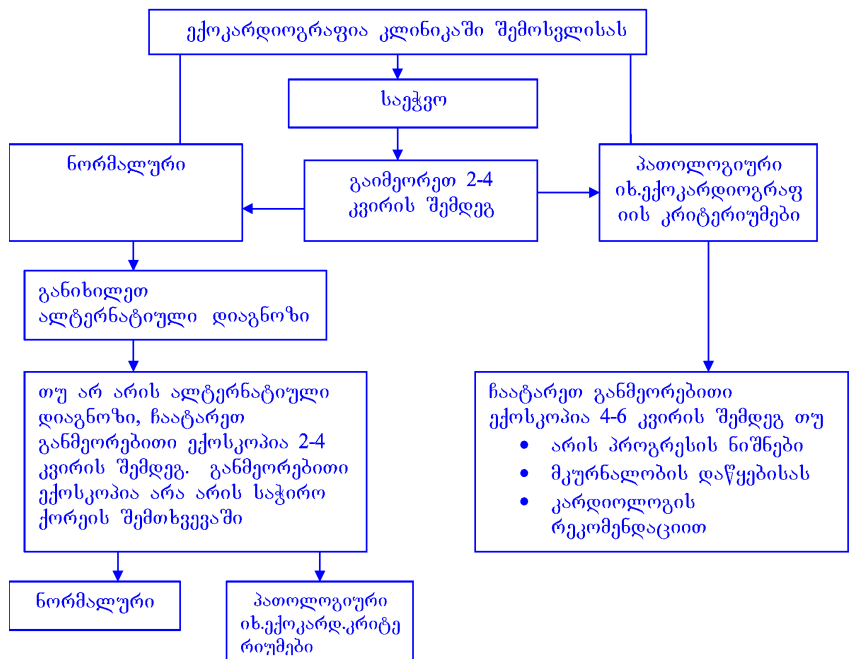 ექოკარდიოგრაფია კლინიკაში შემოსვლისას
საეჭვო
ნორმალური
გაიმეორეთ 2-4
კვირის შემდეგ
პათოლოგიური
იხ.ექოკარდიოგრაფ
იის კრიტერიუმები
განიხილეთ
ალტერნატიული დიაგნოზი
თუ არ არის ალტერნატიული
დიაგნოზი, ჩაატარეთ
განმეორებითი ექოსკოპია 2-4
კვირის შემდეგ. განმეორებითი
ექოსკოპია არა არის საჭირო
ქორეის შემთხვევაში
ჩაატარეთ განმეორებითი
ექოსკოპია 4-6 კვირის შემდეგ თუ
• არის პროგრესის ნიშნები
• მკურნალობის დაწყებისას
• კარდიოლოგის
რეკომენდაციით
ნორმალური
პათოლოგიური
იხ.ექოკარდ.კრიტე
რიუმები